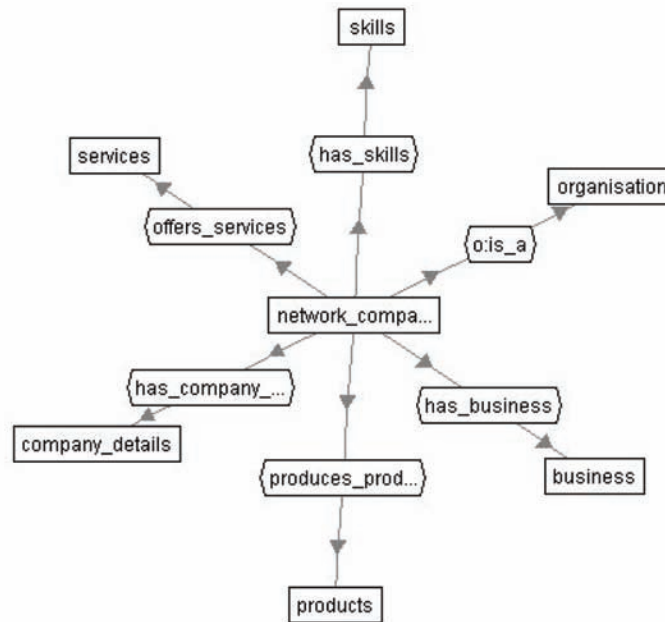 skills
has_skills
services
organisation
offers_services
o:is_a
network_compa...
has_company_...
has_business
company_details
produces_prod...
business
products